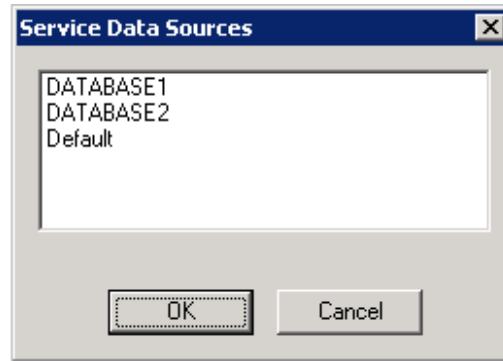 Service Data Sources
DATABASE1
DATABASE2
Default
OK
Cancel